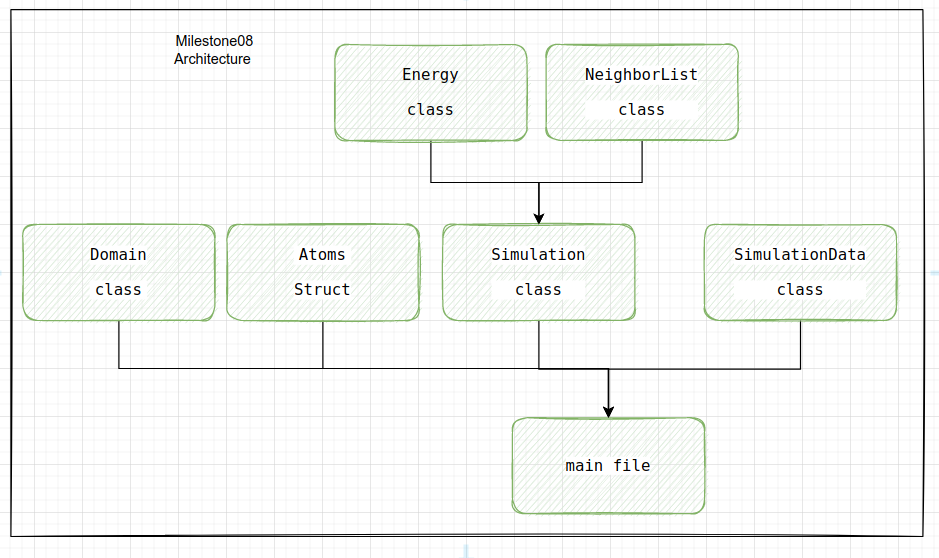 Milestone08
Architecture
Energy
class
NeighborList
class
Domain
class
Atoms
Struct
Simulation
class
SimulationData
class
main file